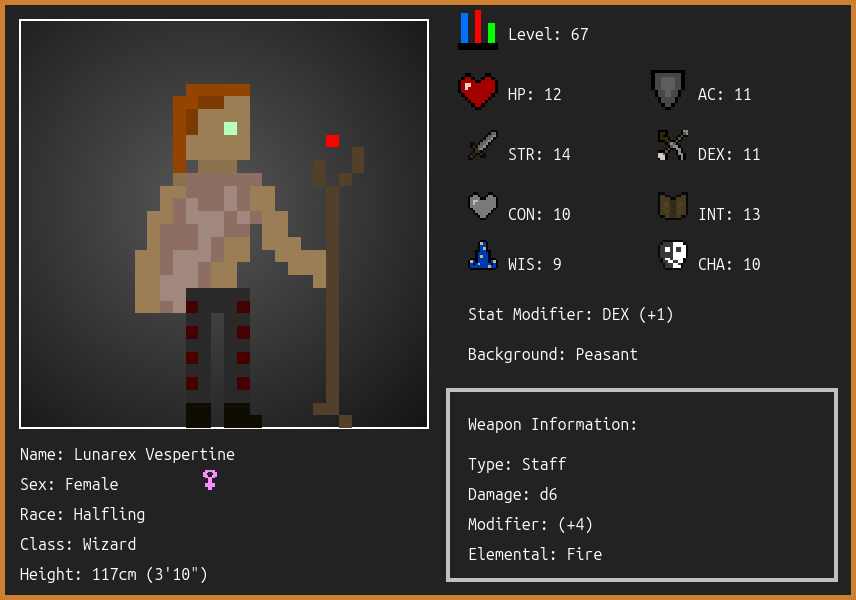 Level: 67
HP: 12
AC: 11
STR: 14
DEX: 11
CON: 10
INT: 13
WIS: 9
CHA: 10
Stat Modifier: DEX (+1)
Background: Peasant
Weapon Information:
Type: Staff
Damage: d6
Modifier: (+4)
Elemental: Fire
Name: Lunarex Vespertine
Sex: Female
Race: Halfling
Class: Wizard
Height: 117cm (3'10")